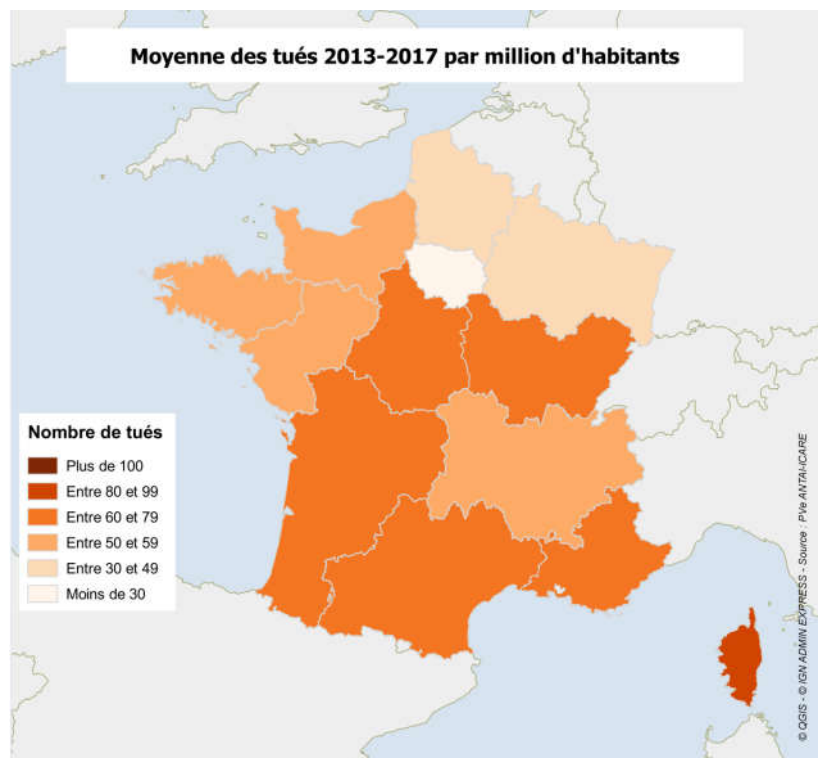 Moyenne des tués 2013-2017 par million d'habitants
Nombre de tués
Plus de 100
Entre 80 et 99
Entre 60 et 79
Entre 50 et 59
Entre 30 et 49
Moins de 30
© QGIS - © IGN ADMIN EXPRESS - Source : PVe ANTAI-ICARE